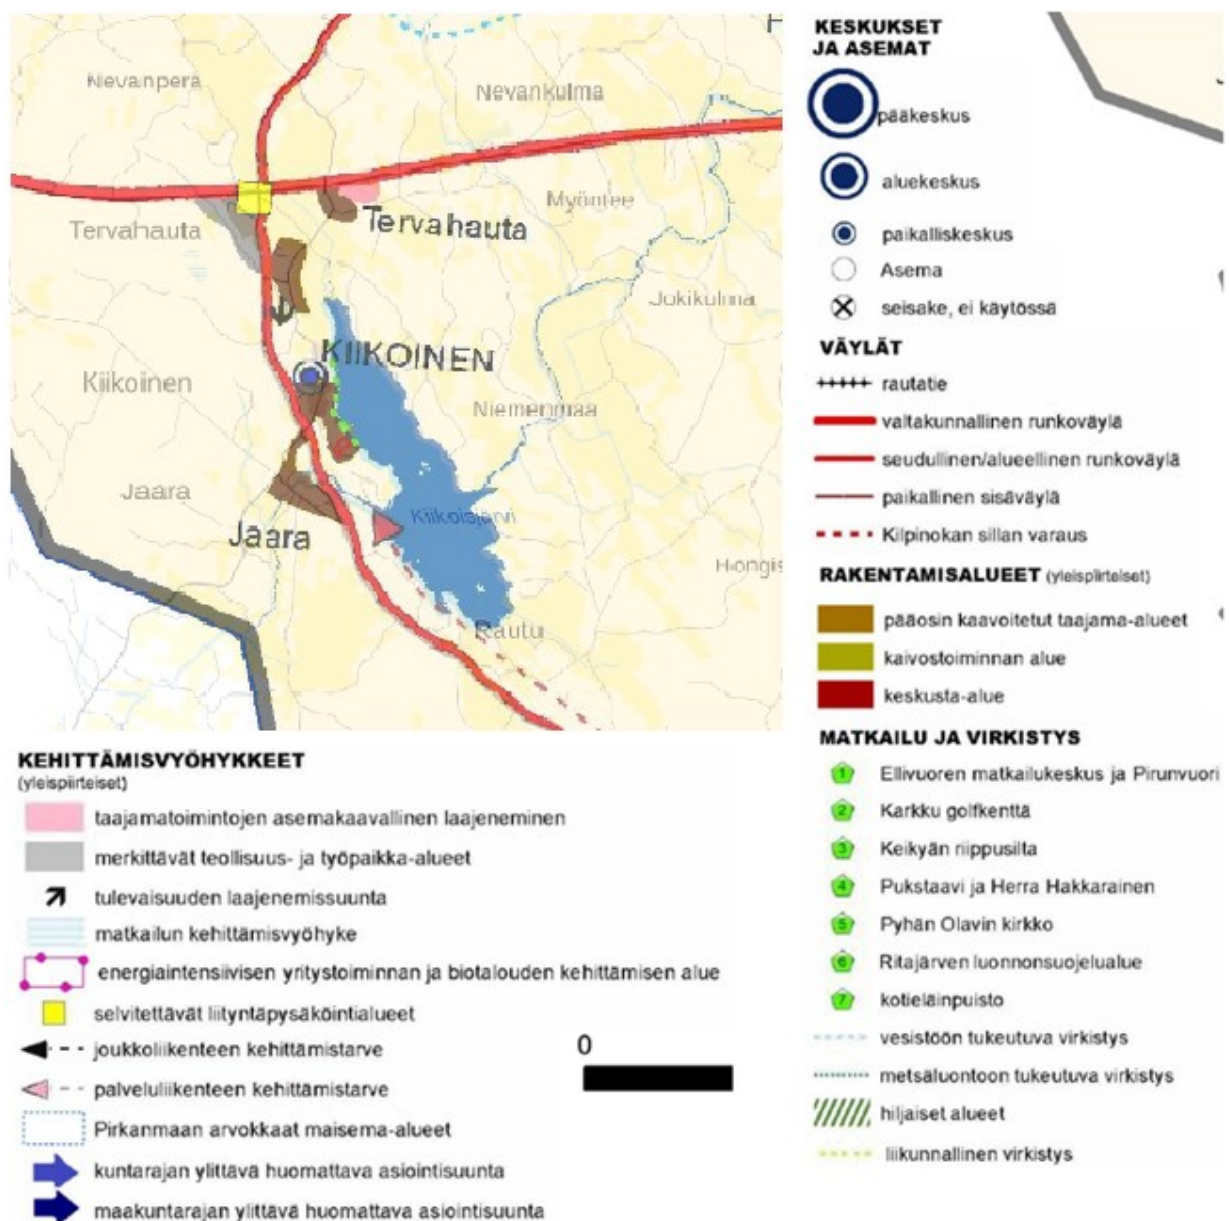 Nevanperä
Nevankulma
Myöntee
Tervahauta
Tervahauta
Jokikulma
KIIKOINEN
Kiikoinen
Niemenmaa
Jaara
Kiikoisjärvi
Jaara
Hongis
Rautu
KESKUKSET
JA ASEMAT
pääkeskus
aluekeskus
paikalliskeskus
Asema
seisake, ei käytössä
VÄYLÄT
rautatie
valtakunnallinen runkoväylä
seudullinen/alueellinen runkoväylä
paikallinen sisäväylä
Kilpinokan sillan varaus
RAKENTAMISALUEET (yleispiirteiset)
pääosin kaavoitetut taajama-alueet
kaivostoiminnan alue
keskusta-alue
MATKAILU JA VIRKISTYS
1 Ellivuoren matkailukeskus ja Pirunvuori
2 Karkku golfkenttä
3 Keikyän riippusilta
4 Pukstaavi ja Herra Hakkarainen
5 Pyhän Olavin kirkko
6 Ritajärven luonnonsuojelualue
7 kotieläinpuisto
vesistöön tukeutuva virkistys
metsäluontoon tukeutuva virkistys
hiljaiset alueet
liikunnallinen virkistys
KEHITTÄMISVYÖHYKKEET
(yleispiirteiset)
taajamatoimintojen asemakaavallinen laajeneminen
merkittävät teollisuus- ja työpaikka-alueet
tulevaisuuden laajenemissuunta
matkailun kehittämisvyöhyke
energiaintensiivisen yritystoiminnan ja biotalouden kehittämisen alue
selvitettävät liityntäpysäköintialueet
joukkoliikenteen kehittämistarve
palveluliikenteen kehittämistarve
Pirkanmaan arvokkaat maisema-alueet
kuntarajan ylittävä huomattava asiointisuunta
maakuntarajan ylittävä huomattava asiointisuunta
0